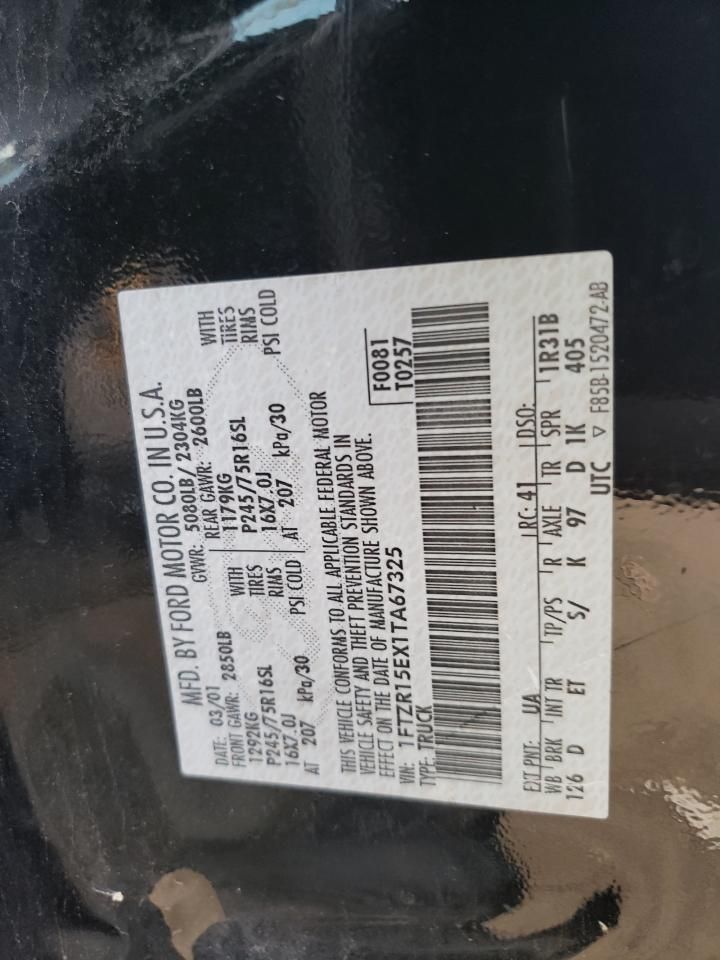 MFD. BY FORD MOTOR CO. IN U.S.A.
DATE: 03/01 GVWR: 5080LB/ 2304KG
FRONT GAWR: 2850LB REAR GAWR: 2600LB
1292KG WITH 1179KG WITH
P245/75R16SL TIRES P245/75R16SL TIRES
16X7.0J RIMS 16X7.0J RIMS
AT 207 kPa/30 PSI COLD AT 207 kPa/30 PSI COLD
THIS VEHICLE CONFORMS TO ALL APPLICABLE FEDERAL MOTOR
VEHICLE SAFETY AND THEFT PREVENTION STANDARDS IN
EFFECT ON THE DATE OF MANUFACTURE SHOWN ABOVE.
VIN: 1FTZR15EX1TA67325 F0081
TYPE: TRUCK T0257
EXT PNT: UA RC: 41 DSO:
WB BRK INT TR TP/PS R AXLE TR SPR 1R31B
126 D ET S/ K 97 D 1K 405
UTC ▽ F85B-1520472-AB